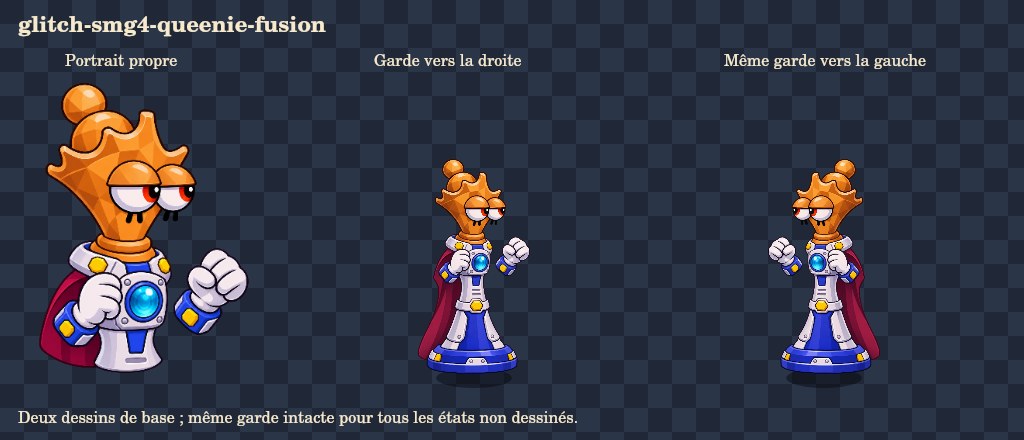 glitch-smg4-queenie-fusion
Portrait propre
Garde vers la droite
Même garde vers la gauche
Deux dessins de base ; même garde intacte pour tous les états non dessinés.